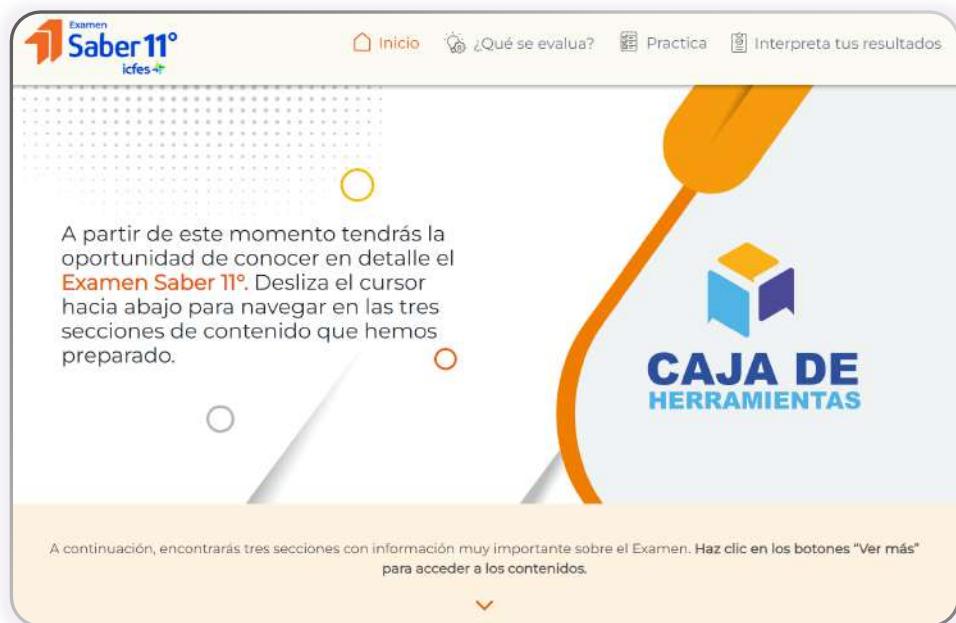 Examen
Saber 11°
icfes
Inicio
¿Qué se evalua?
Practica
Interpreta tus resultados
A partir de este momento tendrás la
oportunidad de conocer en detalle el
Examen Saber 11°. Desliza el cursor
hacia abajo para navegar en las tres
secciones de contenido que hemos
preparado.
CAJA DE
HERRAMIENTAS
A continuación, encontrarás tres secciones con información muy importante sobre el Examen. Haz clic en los botones “Ver más”
para acceder a los contenidos.